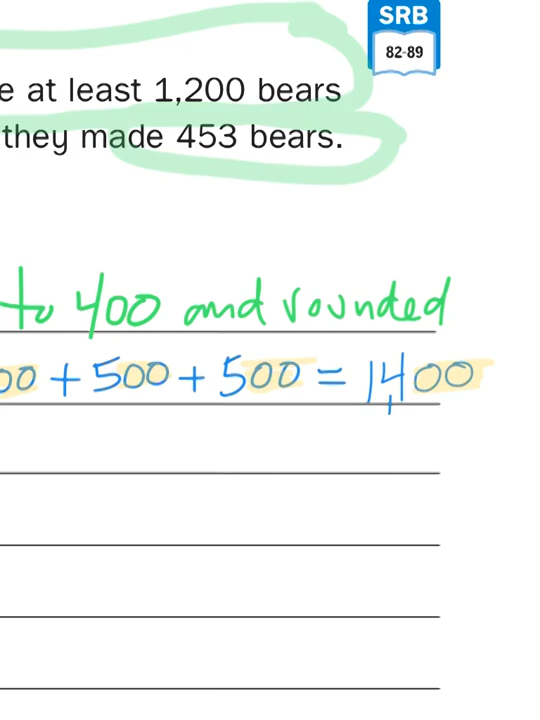 SRB
82-89
e at least 1,200 bears
they made 453 bears.
to 400 and rounded
00 + 500 + 500 = 1,400